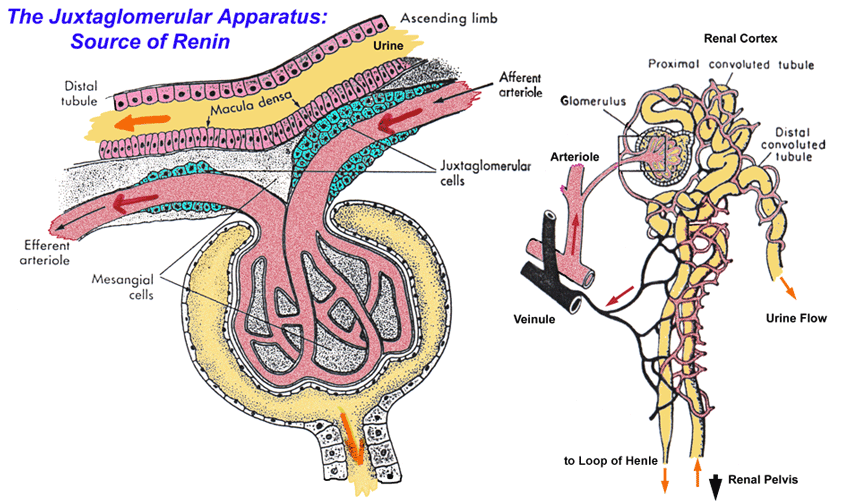 The Juxtaglomerular Apparatus:
Source of Renin
Ascending limb
Urine
Distal
tubule
Macula densa
Afferent
arteriole
Juxtaglomerular
cells
Efferent
arteriole
Mesangial
cells
Renal Cortex
Proximal convoluted tubule
Glomerulus
Distal
convoluted
tubule
Arteriole
Veinule
Urine Flow
to Loop of Henle
Renal Pelvis